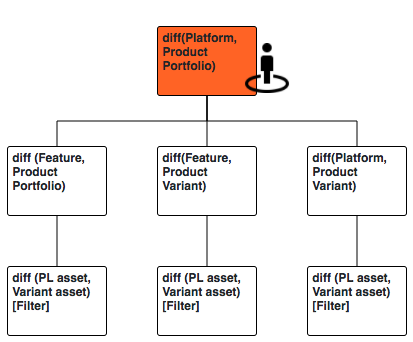 diff(Platform,
Product
Portfolio)
diff (Feature,
Product
Portfolio)
diff(Feature,
Product
Variant)
diff(Platform,
Product
Variant)
diff (PL asset,
Variant asset)
[Filter]
diff (PL asset,
Variant asset)
[Filter]
diff (PL asset,
Variant asset)
[Filter]